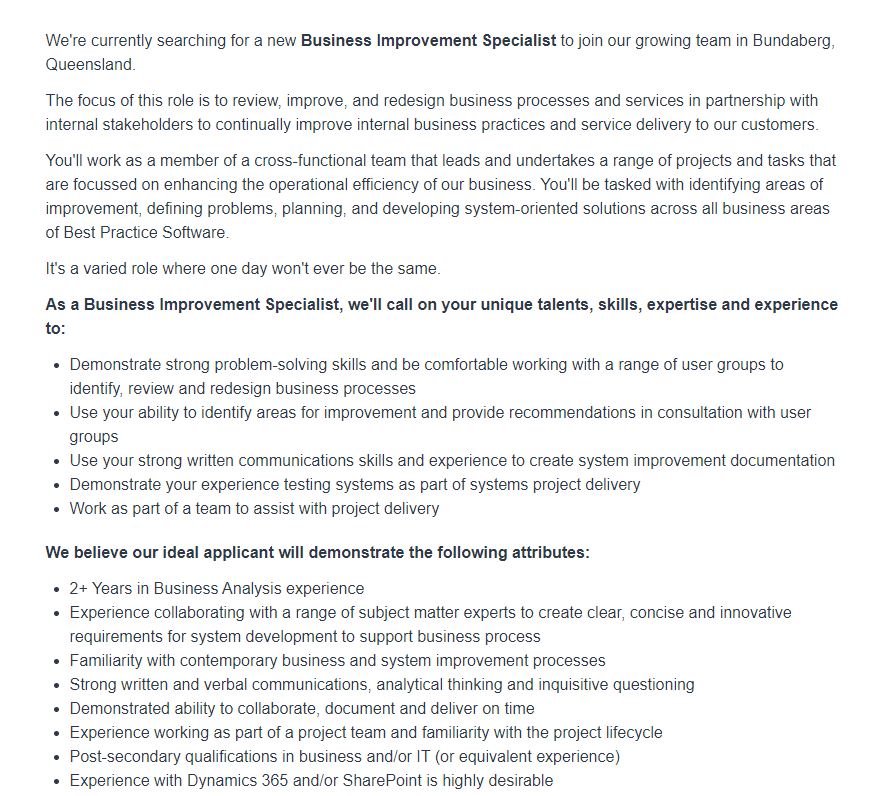 We're currently searching for a new Business Improvement Specialist to join our growing team in Bundaberg,
Queensland.
The focus of this role is to review, improve, and redesign business processes and services in partnership with
internal stakeholders to continually improve internal business practices and service delivery to our customers.
You'll work as a member of a cross-functional team that leads and undertakes a range of projects and tasks that
are focussed on enhancing the operational efficiency of our business. You'll be tasked with identifying areas of
improvement, defining problems, planning, and developing system-oriented solutions across all business areas
of Best Practice Software.
It's a varied role where one day won't ever be the same.
As a Business Improvement Specialist, we'll call on your unique talents, skills, expertise and experience
to:
• Demonstrate strong problem-solving skills and be comfortable working with a range of user groups to
identify, review and redesign business processes
• Use your ability to identify areas for improvement and provide recommendations in consultation with user
groups
• Use your strong written communications skills and experience to create system improvement documentation
• Demonstrate your experience testing systems as part of systems project delivery
• Work as part of a team to assist with project delivery
We believe our ideal applicant will demonstrate the following attributes:
• 2+ Years in Business Analysis experience
• Experience collaborating with a range of subject matter experts to create clear, concise and innovative
requirements for system development to support business process
• Familiarity with contemporary business and system improvement processes
• Strong written and verbal communications, analytical thinking and inquisitive questioning
• Demonstrated ability to collaborate, document and deliver on time
• Experience working as part of a project team and familiarity with the project lifecycle
• Post-secondary qualifications in business and/or IT (or equivalent experience)
• Experience with Dynamics 365 and/or SharePoint is highly desirable